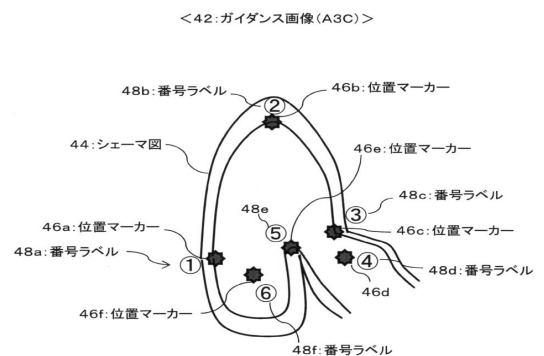 <42:ガイダンス画像(A3C)>
48b:番号ラベル
46b:位置マーカー
②
44:シェーマ図
46e:位置マーカー
③
48c:番号ラベル
46a:位置マーカー
48e
46c:位置マーカー
⑤
48a:番号ラベル
①
④
48d:番号ラベル
46d
46f:位置マーカー
⑥
48f:番号ラベル